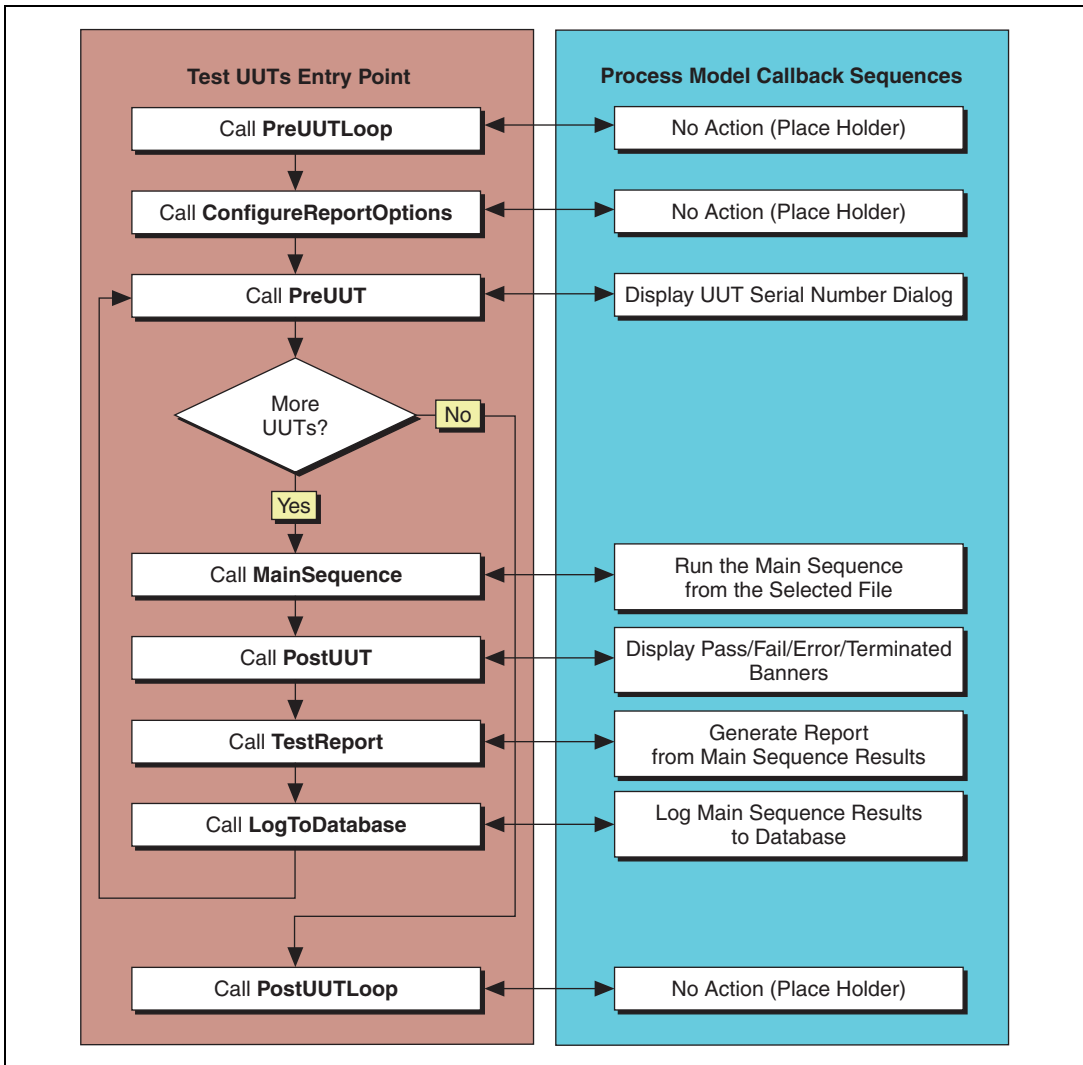 Test UUTs Entry Point
Process Model Callback Sequences
Call PreUUTLoop
No Action (Place Holder)
Call ConfigureReportOptions
No Action (Place Holder)
Call PreUUT
Display UUT Serial Number Dialog
More
UUTs?
No
Yes
Call MainSequence
Run the Main Sequence
from the Selected File
Call PostUUT
Display Pass/Fail/Error/Terminated
Banners
Call TestReport
Generate Report
from Main Sequence Results
Call LogToDatabase
Log Main Sequence Results
to Database
Call PostUUTLoop
No Action (Place Holder)